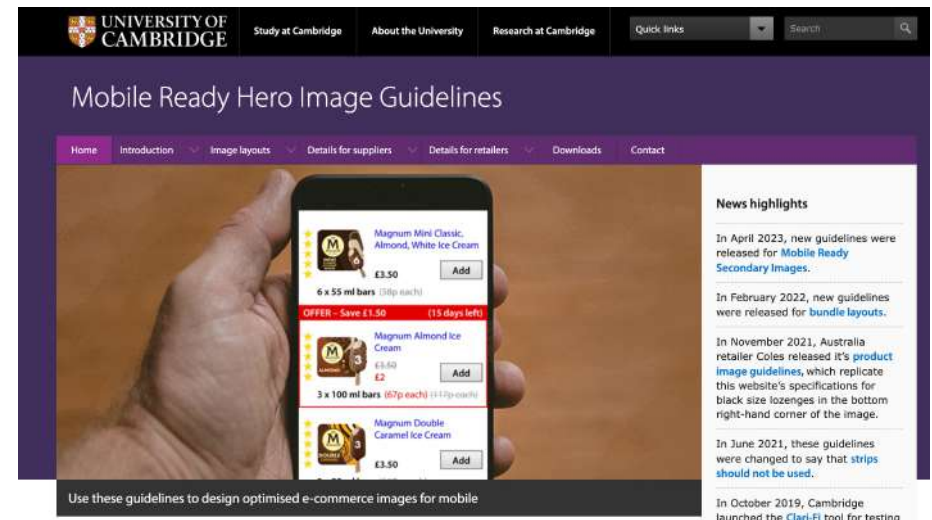 UNIVERSITY OF
CAMBRIDGE
Study at Cambridge
About the University
Research at Cambridge
Quick links
Search
Mobile Ready Hero Image Guidelines
Home
Introduction
Image layouts
Details for suppliers
Details for retailers
Downloads
Contact
Magnum Mini Classic,
Almond, White Ice Cream
M
6
£3.50
Add
6 x 55 ml bars (58p each)
OFFER – Save £1.50 (15 days left)
Magnum Almond Ice
Cream
M
3
ALMOND
£3.50
£2
Add
3 x 100 ml bars (67p each) (117p each)
Magnum Double
Caramel Ice Cream
M
3
DOUBLE
£3.50
Add
Use these guidelines to design optimised e-commerce images for mobile
News highlights
In April 2023, new guidelines were
released for Mobile Ready
Secondary Images.
In February 2022, new guidelines
were released for bundle layouts.
In November 2021, Australia
retailer Coles released it's product
image guidelines, which replicate
this website's specifications for
black size lozenges in the bottom
right-hand corner of the image.
In June 2021, these guidelines
were changed to say that strips
should not be used.
In October 2019, Cambridge
launched the Clari-Fi tool for testing